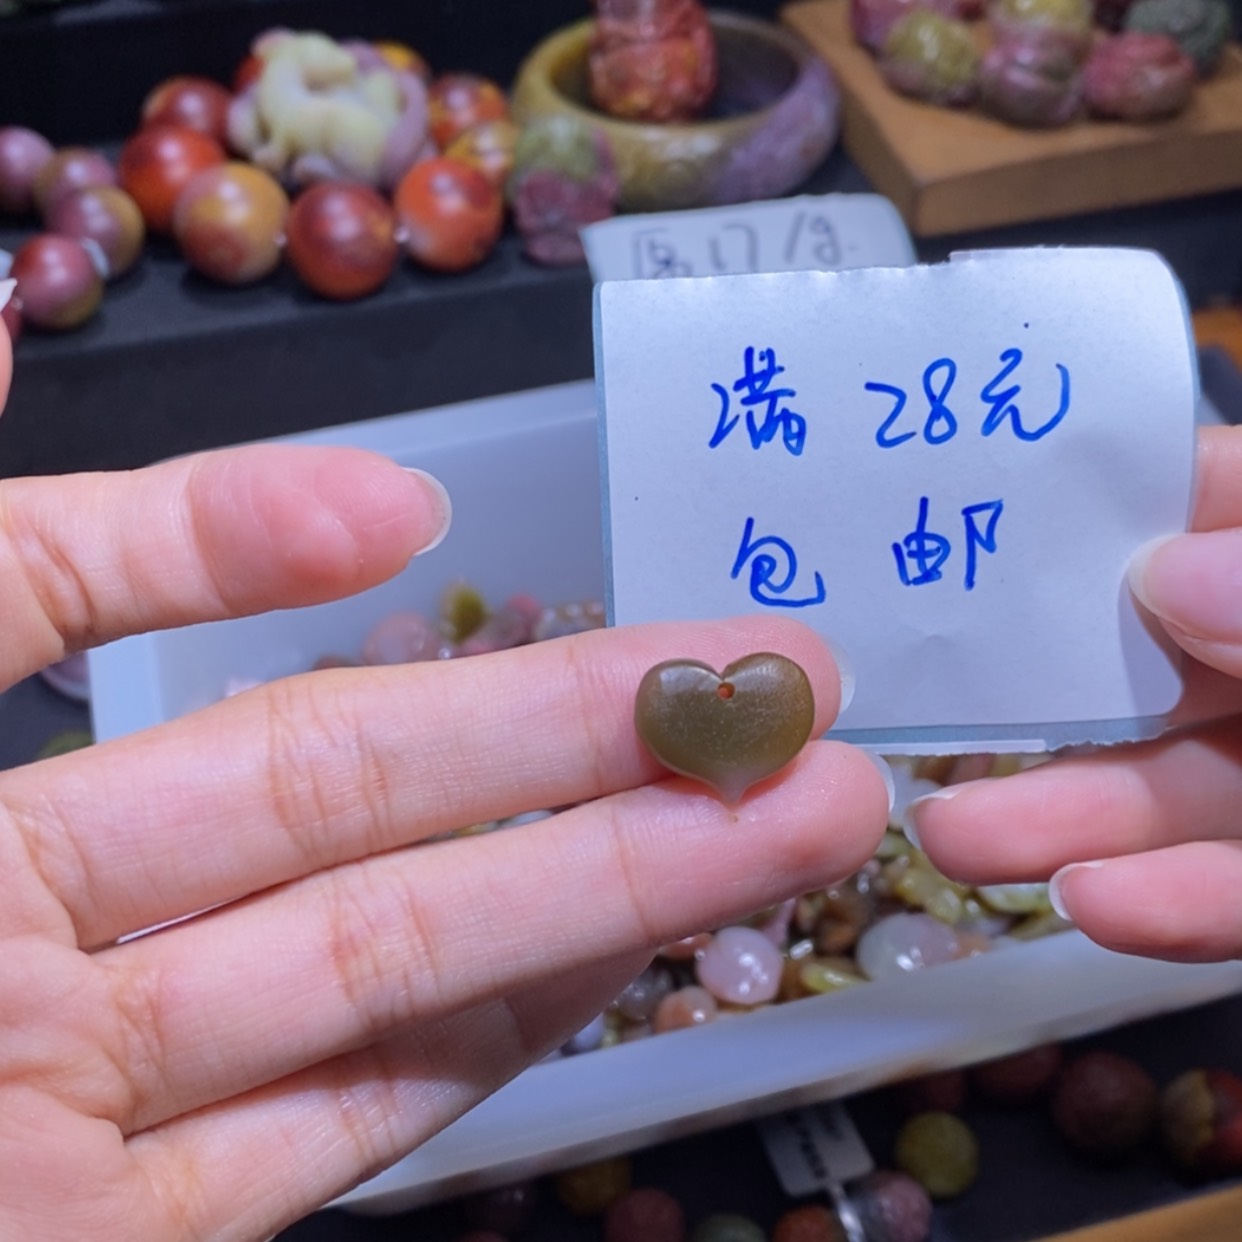 满 28元
包 邮